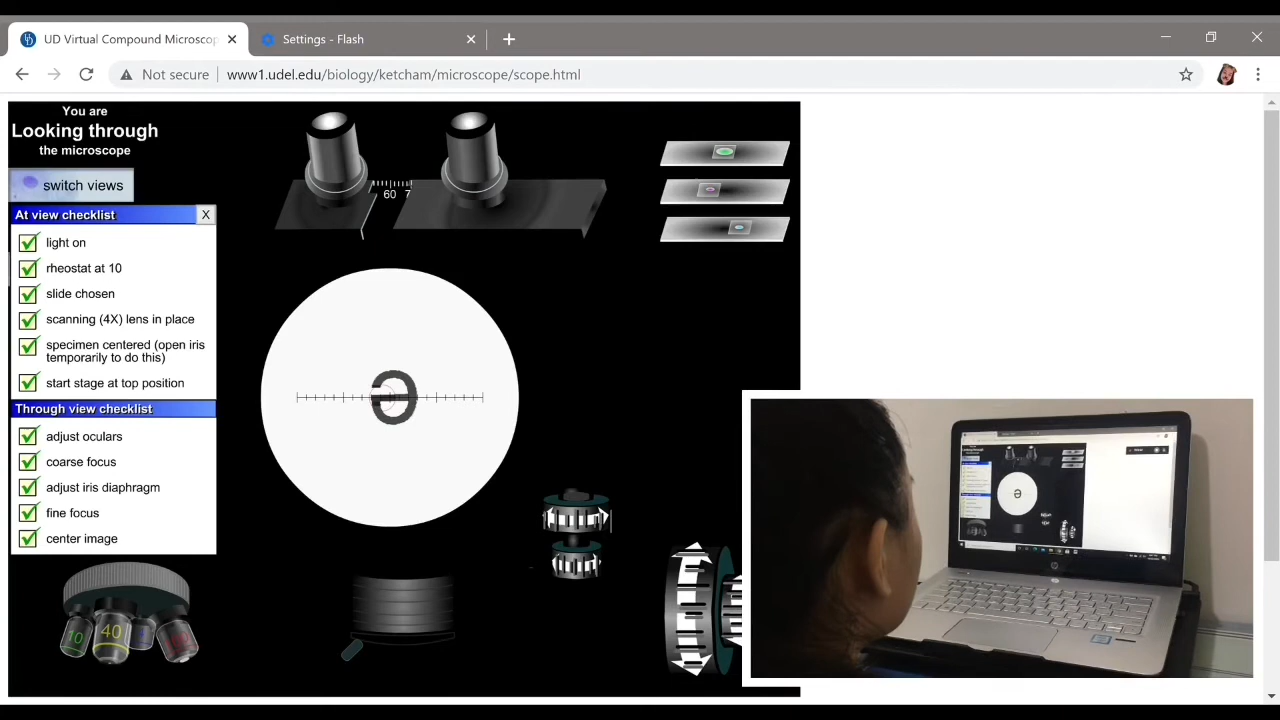 UD Virtual Compound Microscop
Settings - Flash
Not secure
www1.udel.edu/biology/ketcham/microscope/scope.html
You are
Looking through
the microscope
switch views
At view checklist
X
light on
rheostat at 10
slide chosen
scanning (4X) lens in place
specimen centered (open iris
temporarily to do this)
start stage at top position
Through view checklist
adjust oculars
coarse focus
adjust iris diaphragm
fine focus
center image
60 7
e
10
40